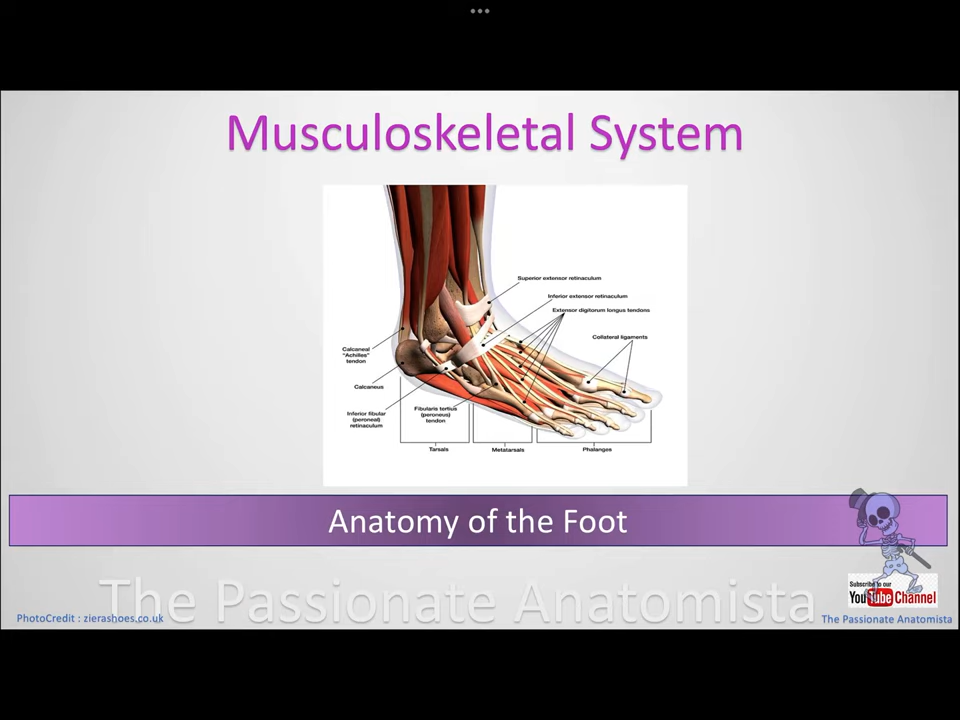 Musculoskeletal System
Superior extensor retinaculum
Inferior extensor retinaculum
Extensor digitorum longus tendons
Collateral ligaments
Calcaneal
"Achilles"
tendon
Calcaneus
Inferior fibular
(peroneal)
retinaculum
Fibularis tertius
(peroneus)
tendon
Tarsals
Metatarsals
Phalanges
Anatomy of the Foot
The Passionate Anatomista
PhotoCredit : zierashoes.co.uk
Subscribe to our
YouTube Channel
The Passionate Anatomista